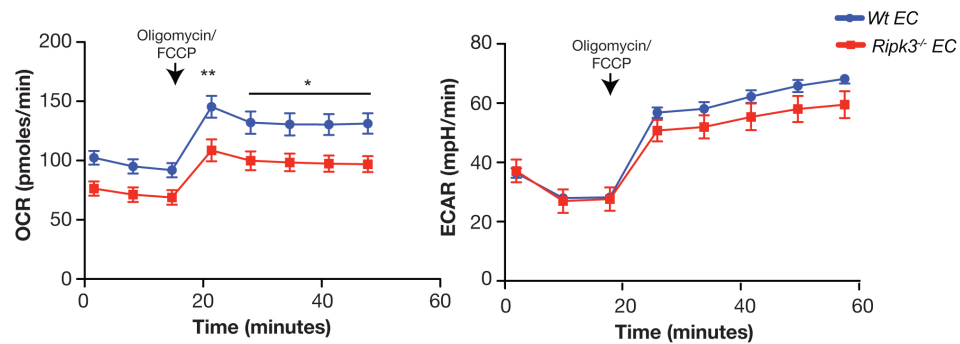 Wt EC
Ripk3-/- EC
Oligomycin/
FCCP
**
*
200
150
100
50
0
OCR (pmoles/min)
0
20
40
60
Time (minutes)
Oligomycin/
FCCP
80
60
40
20
0
ECAR (mpH/min)
0
20
40
60
Time (minutes)